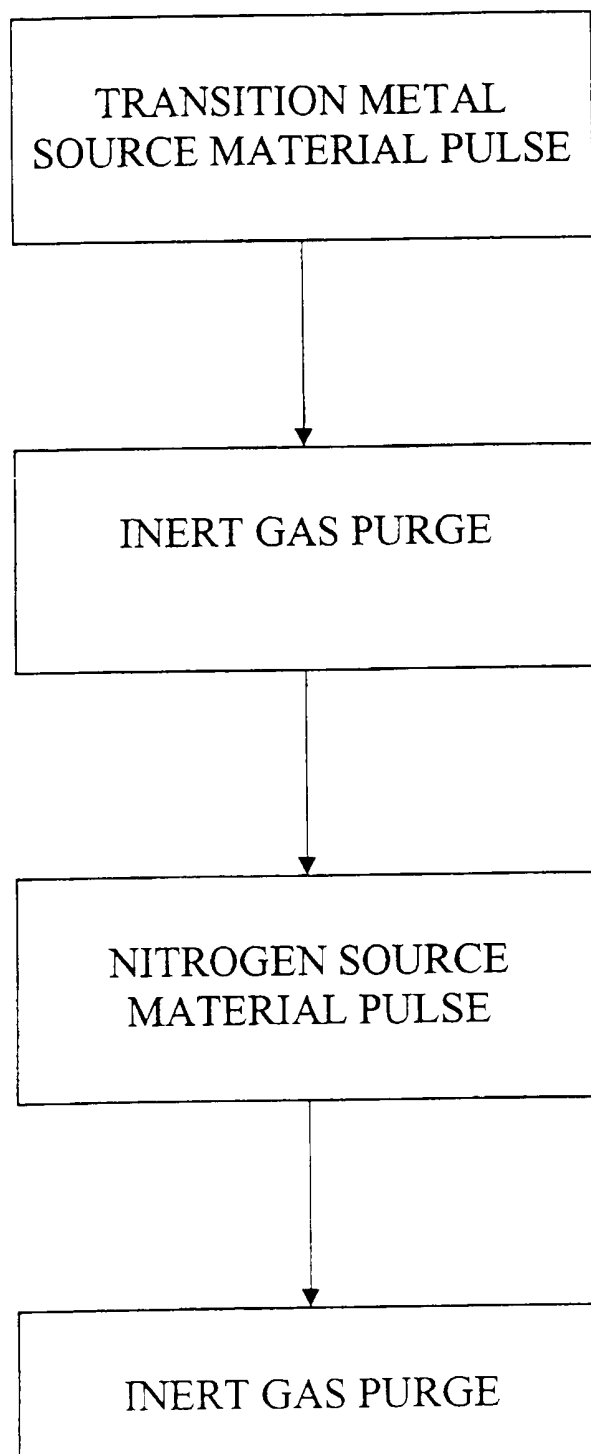 TRANSITION METAL
SOURCE MATERIAL PULSE
INERT GAS PURGE
NITROGEN SOURCE
MATERIAL PULSE
INERT GAS PURGE